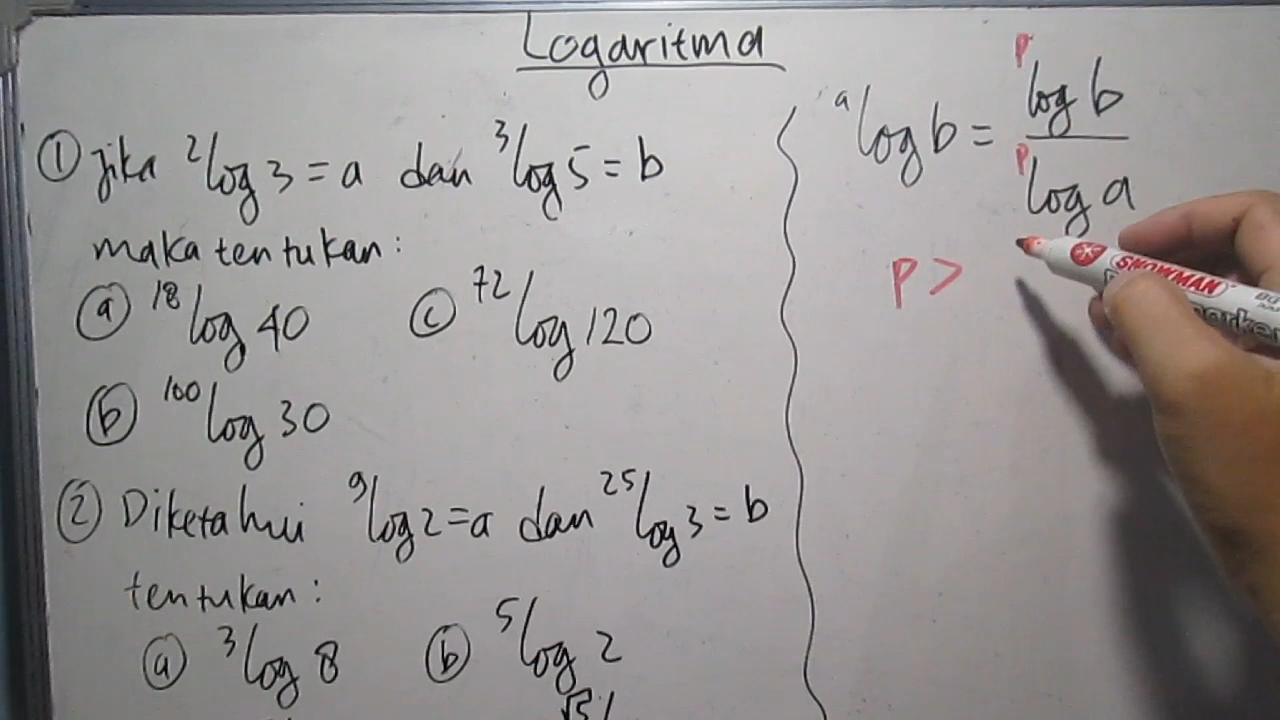 Logaritma
① Jika ²log 3 = a dan ³log 5 = b
maka tentukan:
ⓐ ¹⁸log 40 ⓒ ⁷²log 120
ⓑ ¹⁰⁰log 30
② Diketahui ⁹log 2 = a dan ²⁵log 3 = b
tentukan:
ⓐ ³log 8 ⓑ ⁵log 2
√5
ᵃlog b = ᵖlog b / ᵖlog a
P >
SNOWMAN